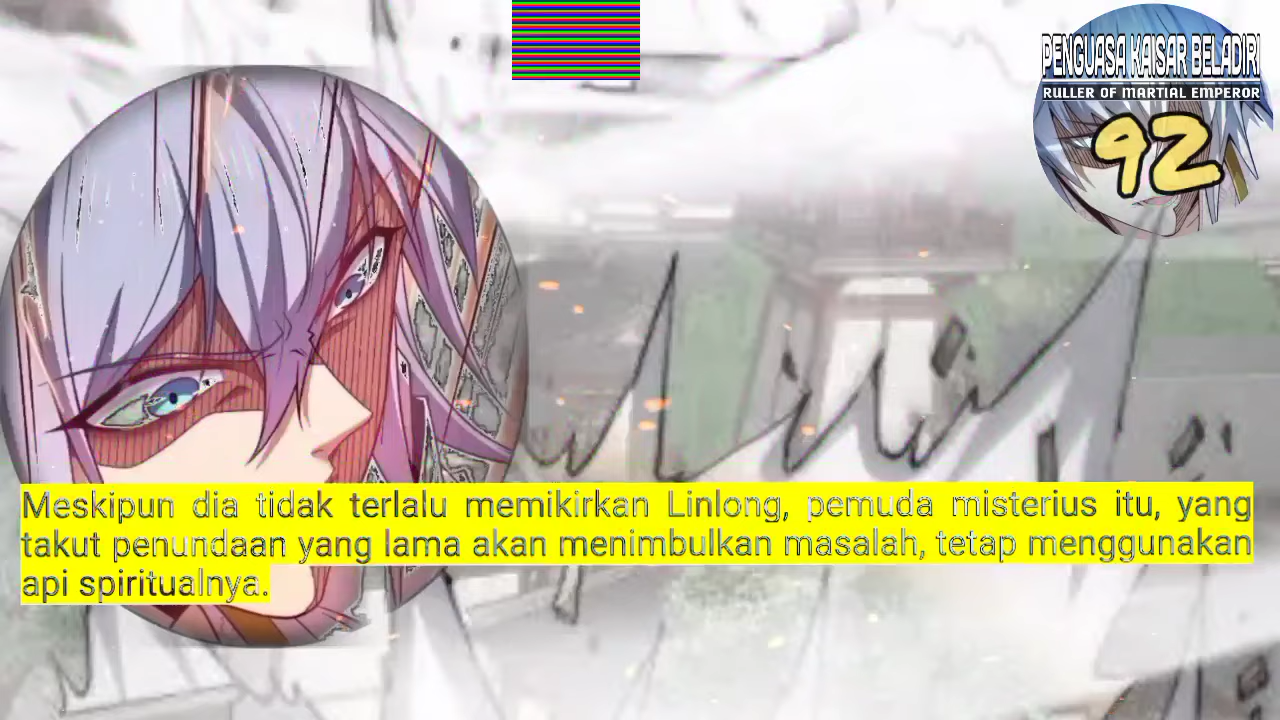 PENGUASA KAISAR BELADIRI
RULLER OF MARTIAL EMPEROR
92
Meskipun dia tidak terlalu memikirkan Linlong, pemuda misterius itu, yang
takut penundaan yang lama akan menimbulkan masalah, tetap menggunakan
api spiritualnya.